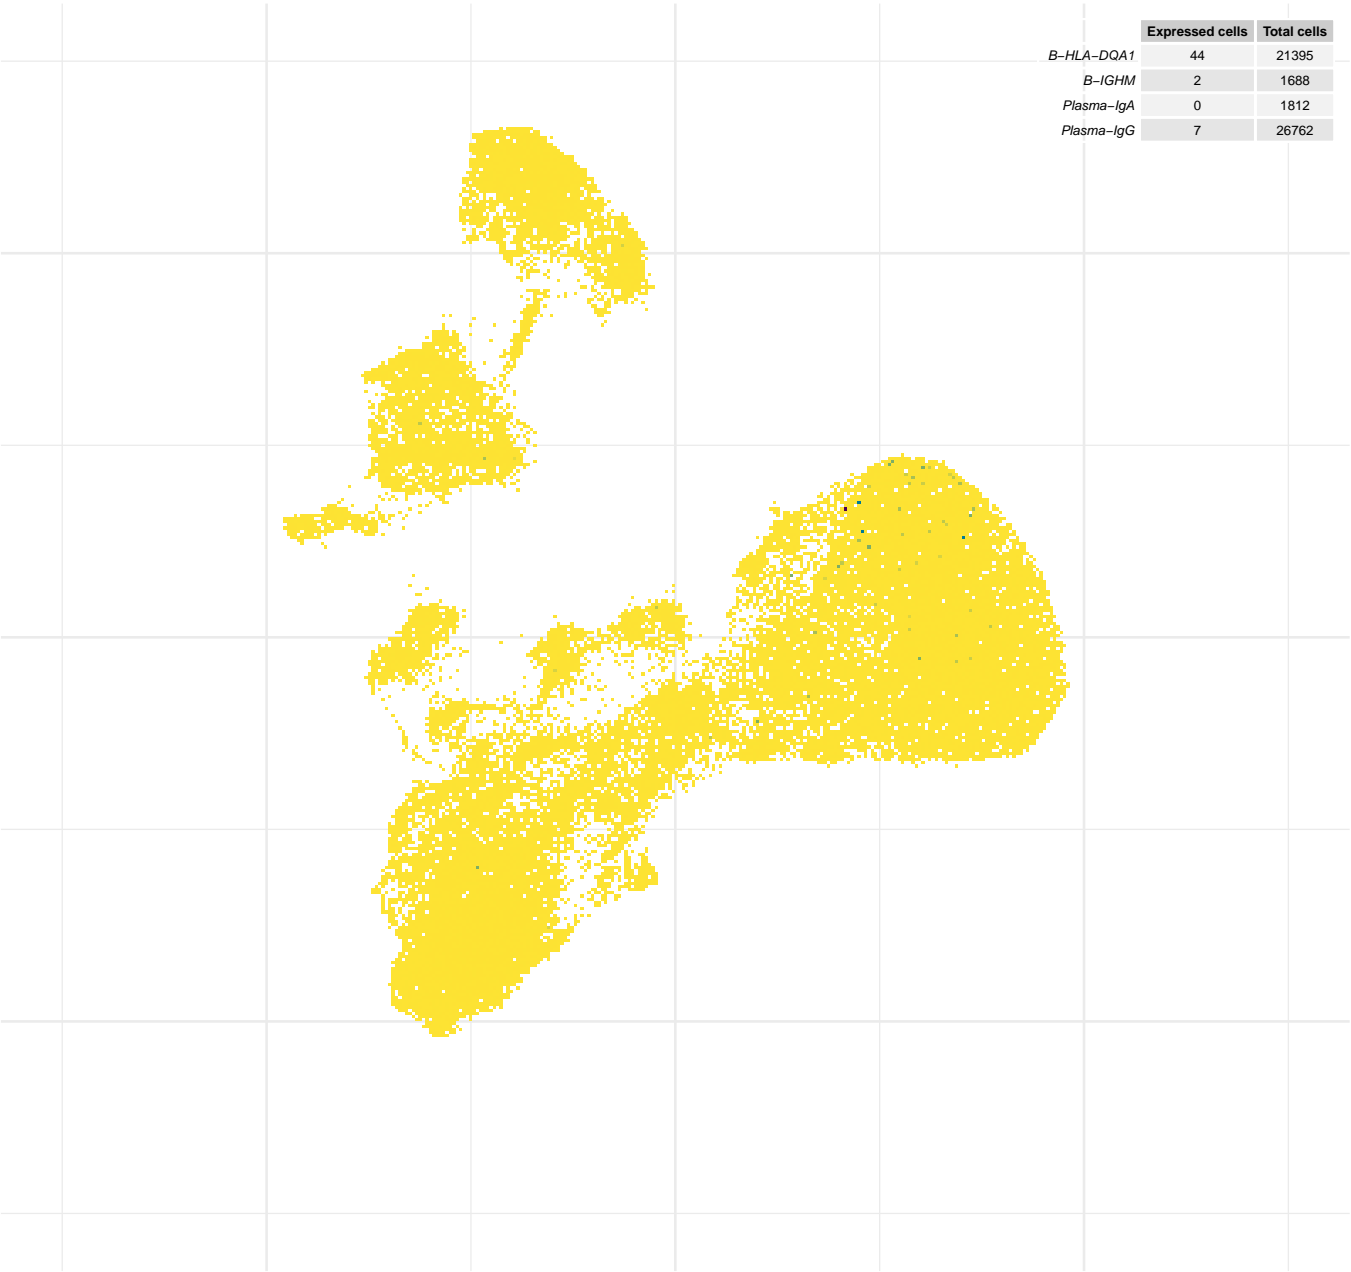 Expressed cells Total cells
B−HLA−DQA1 44 21395
B−IGHM 2 1688
Plasma−IgA 0 1812
Plasma−IgG 7 26762